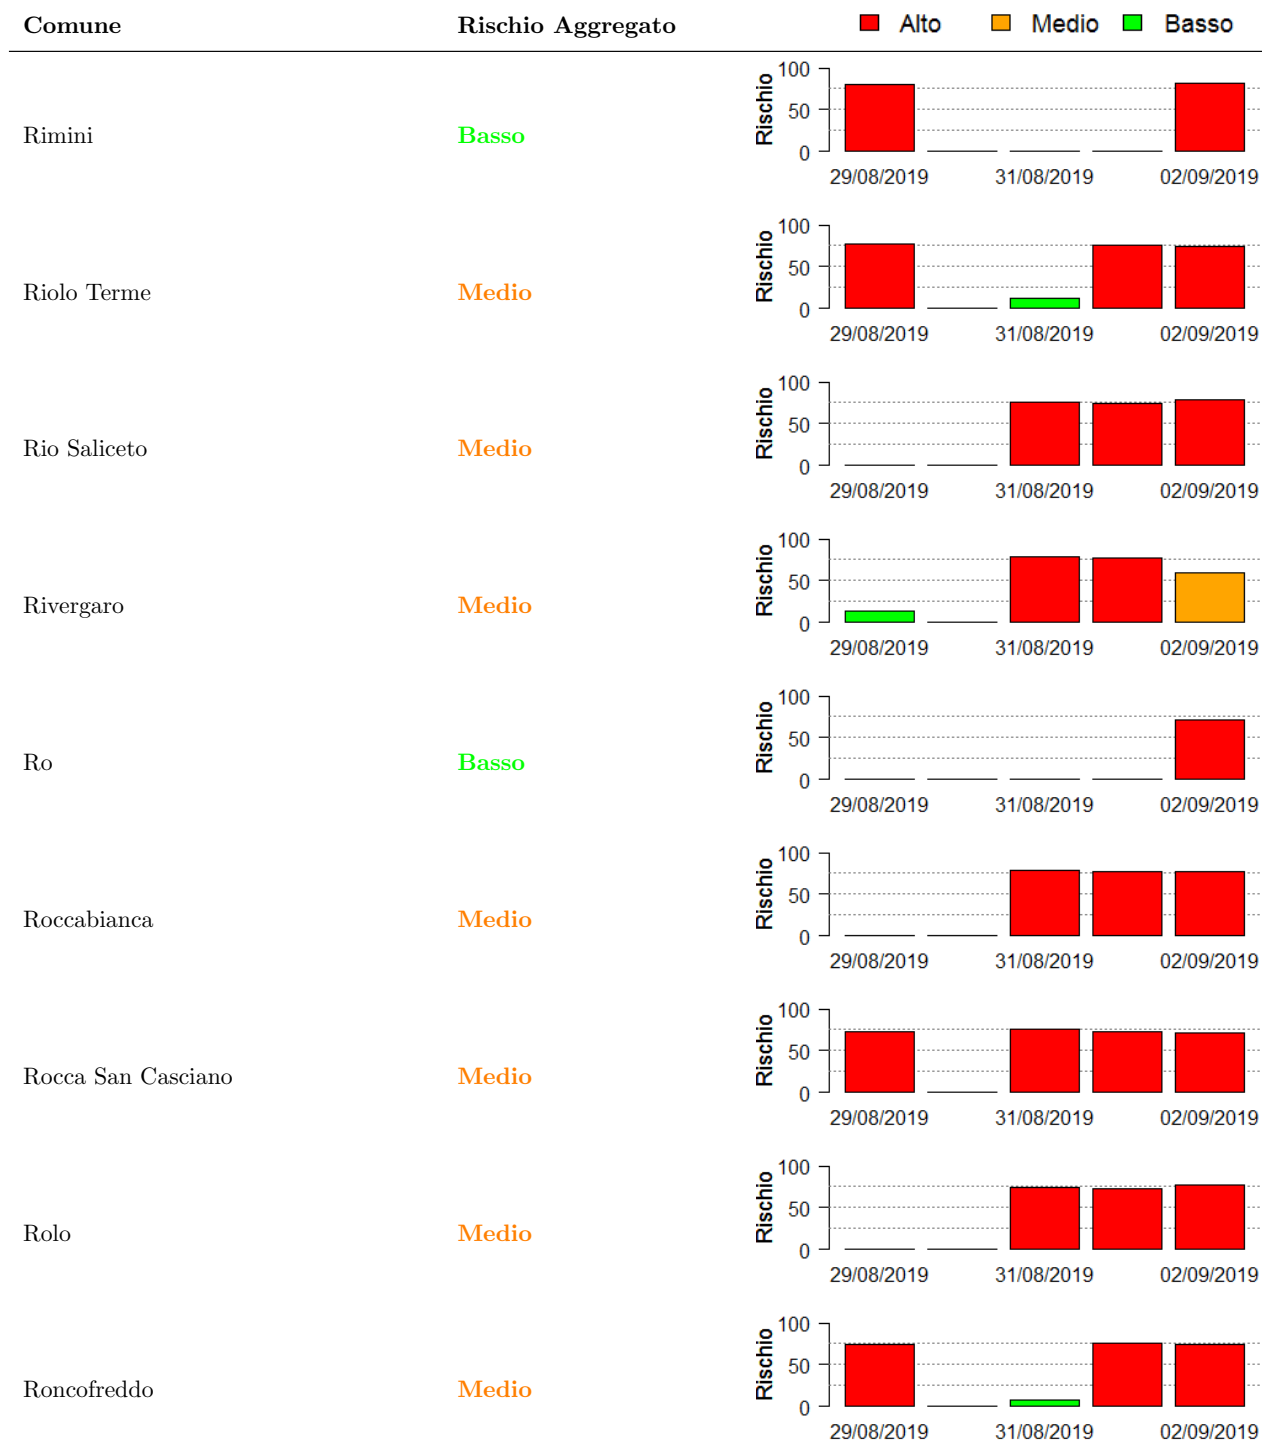 Comune Rischio Aggregato Alto Medio Basso
Rimini Basso Rischio 100 50 0
29/08/2019 31/08/2019 02/09/2019
Riolo Terme Medio Rischio 100 50 0
29/08/2019 31/08/2019 02/09/2019
Rio Saliceto Medio Rischio 100 50 0
29/08/2019 31/08/2019 02/09/2019
Rivergaro Medio Rischio 100 50 0
29/08/2019 31/08/2019 02/09/2019
Ro Basso Rischio 100 50 0
29/08/2019 31/08/2019 02/09/2019
Roccabianca Medio Rischio 100 50 0
29/08/2019 31/08/2019 02/09/2019
Rocca San Casciano Medio Rischio 100 50 0
29/08/2019 31/08/2019 02/09/2019
Rolo Medio Rischio 100 50 0
29/08/2019 31/08/2019 02/09/2019
Roncofreddo Medio Rischio 100 50 0
29/08/2019 31/08/2019 02/09/2019